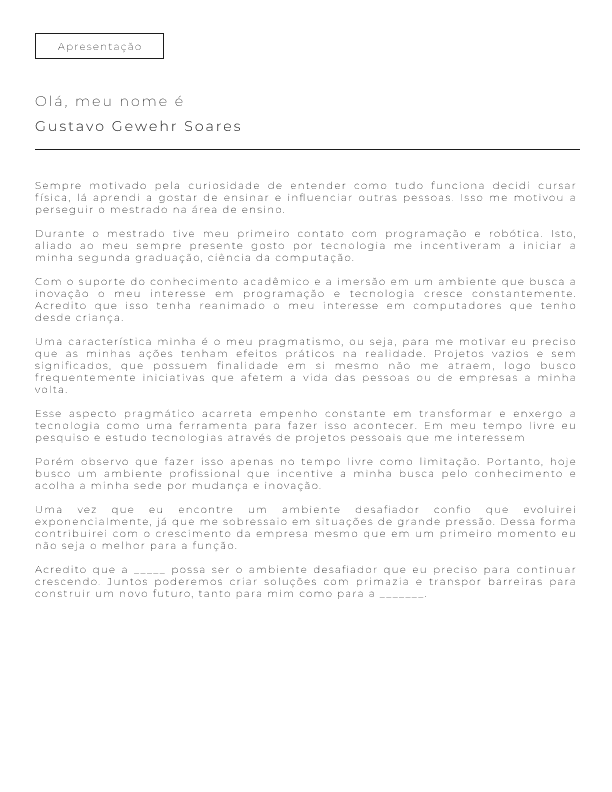 Apresentação
Olá, meu nome é
Gustavo Gewehr Soares
Sempre motivado pela curiosidade de entender como tudo funciona decidi cursar
física, lá aprendi a gostar de ensinar e influenciar outras pessoas. Isso me motivou a
perseguir o mestrado na área de ensino.
Durante o mestrado tive meu primeiro contato com programação e robótica. Isto,
aliado ao meu sempre presente gosto por tecnologia me incentiveram a iniciar a
minha segunda graduação, ciência da computação.
Com o suporte do conhecimento acadêmico e a imersão em um ambiente que busca a
inovação o meu interesse em programação e tecnologia cresce constantemente.
Acredito que isso tenha reanimado o meu interesse em computadores que tenho
desde criança.
Uma característica minha é o meu pragmatismo, ou seja, para me motivar eu preciso
que as minhas ações tenham efeitos práticos na realidade. Projetos vazios e sem
significados, que possuem finalidade em si mesmo não me atraem, logo busco
frequentemente iniciativas que afetem a vida das pessoas ou de empresas a minha
volta.
Esse aspecto pragmático acarreta empenho constante em transformar e enxergo a
tecnologia como uma ferramenta para fazer isso acontecer. Em meu tempo livre eu
pesquiso e estudo tecnologias através de projetos pessoais que me interessem
Porém observo que fazer isso apenas no tempo livre como limitação. Portanto, hoje
busco um ambiente profissional que incentive a minha busca pelo conhecimento e
acolha a minha sede por mudança e inovação.
Uma vez que eu encontre um ambiente desafiador confio que evoluirei
exponencialmente, já que me sobressaio em situações de grande pressão. Dessa forma
contribuirei com o crescimento da empresa mesmo que em um primeiro momento eu
não seja o melhor para a função.
Acredito que a _____ possa ser o ambiente desafiador que eu preciso para continuar
crescendo. Juntos poderemos criar soluções com primazia e transpor barreiras para
construir um novo futuro, tanto para mim como para a _______.